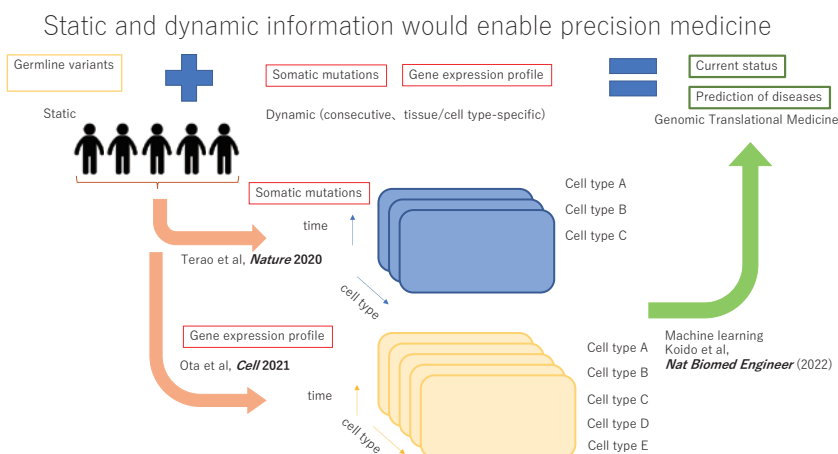 Static and dynamic information would enable precision medicine
Germline variants
Somatic mutations
Gene expression profile
Current status
Prediction of diseases
Static
Dynamic (consecutive、tissue/cell type-specific)
Genomic Translational Medicine
Somatic mutations
time
cell type
Cell type A
Cell type B
Cell type C
Terao et al, Nature 2020
Gene expression profile
Ota et al, Cell 2021
time
cell type
Cell type A
Cell type B
Cell type C
Cell type D
Cell type E
Machine learning
Koido et al,
Nat Biomed Engineer (2022)